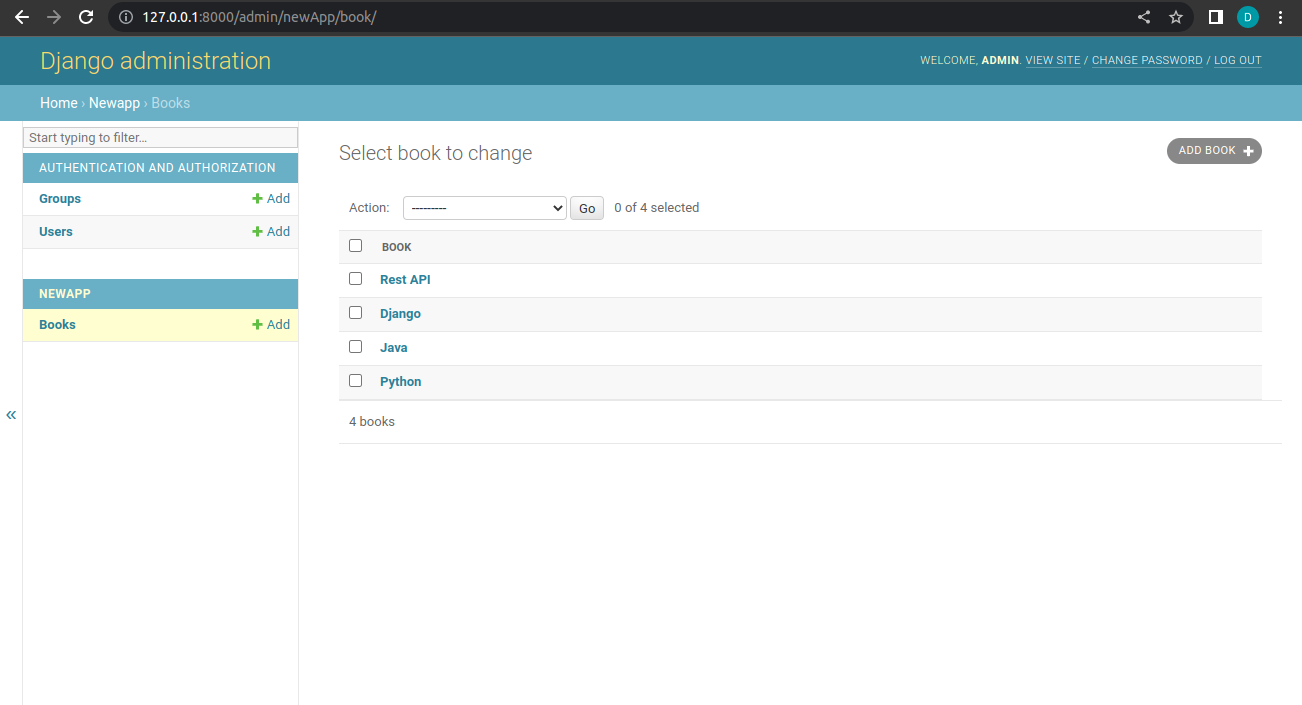 127.0.0.1:8000/admin/newApp/book/
D
Django administration
WELCOME, ADMIN. VIEW SITE / CHANGE PASSWORD / LOG OUT
Home › Newapp › Books
Start typing to filter...
AUTHENTICATION AND AUTHORIZATION
Groups + Add
Users + Add
NEWAPP
Books + Add
«
Select book to change
ADD BOOK +
Action: --------- Go 0 of 4 selected
BOOK
Rest API
Django
Java
Python
4 books